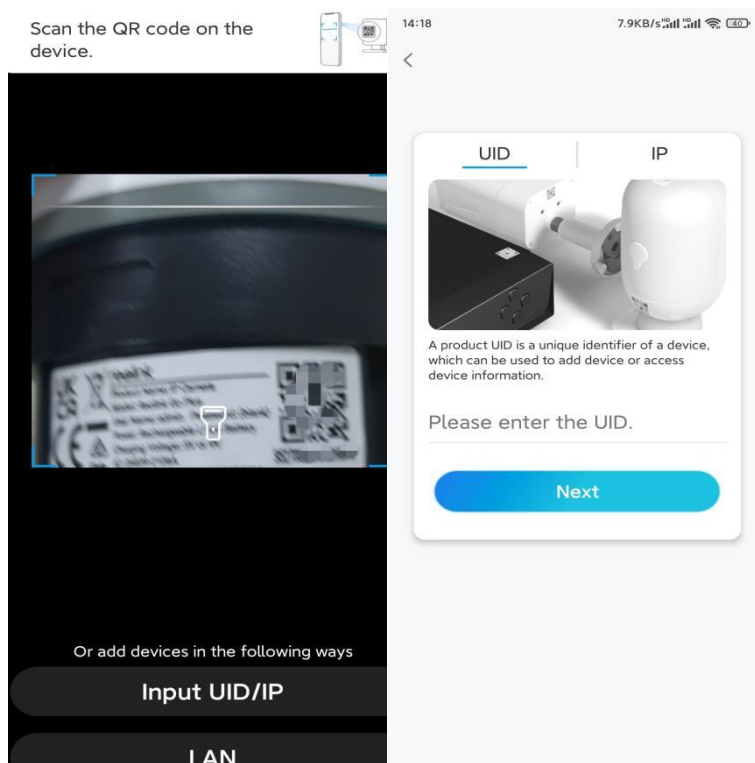 Scan the QR code on the
device.
Or add devices in the following ways
Input UID/IP
LAN
14:18
7.9KB/s
40
UID
IP
A product UID is a unique identifier of a device,
which can be used to add device or access
device information.
Please enter the UID.
Next